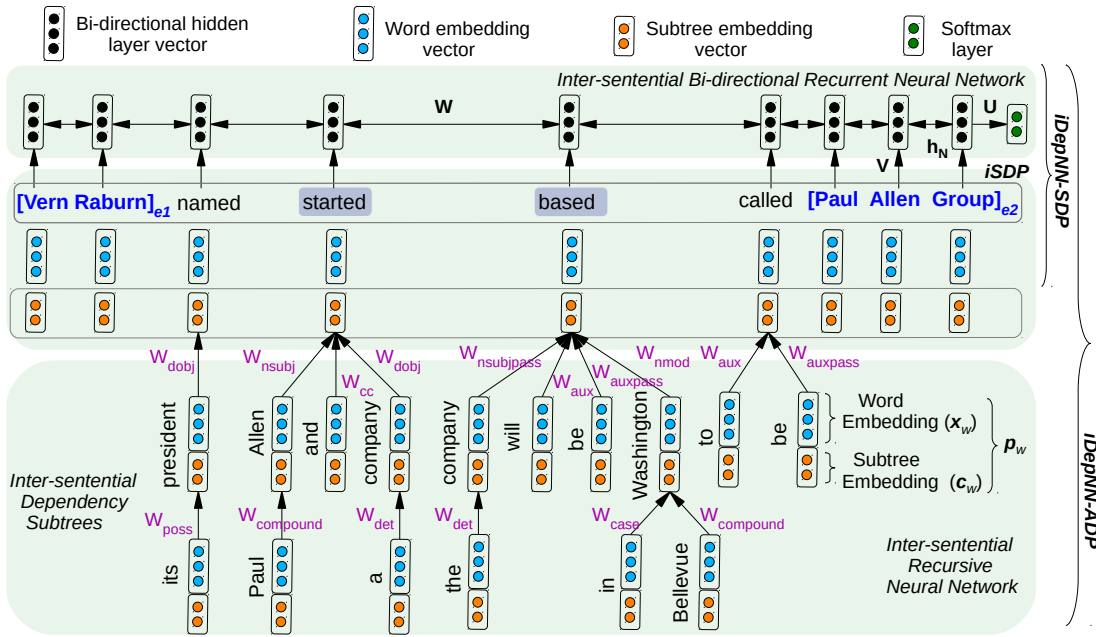 Bi-directional hidden
layer vector
Word embedding
vector
Subtree embedding
vector
Softmax
layer
Inter-sentential Bi-directional Recurrent Neural Network
W
U
V
h_N
iSDP
[Vern Raburn]_e1 named started based called [Paul Allen Group]_e2
iDepNN-SDP
iDepNN-ADP
W_dobj
W_nsubj
W_cc
W_dobj
W_nsubjpass
W_aux
W_auxpass
W_nmod
W_aux
W_auxpass
president
Allen
and
company
company
will
be
Washington
to
be
Word
Embedding (x_w)
Subtree
Embedding (c_w)
p_w
Inter-sentential
Dependency
Subtrees
W_poss
W_compound
W_det
W_det
W_case
W_compound
its
Paul
a
the
in
Bellevue
Inter-sentential
Recursive
Neural Network